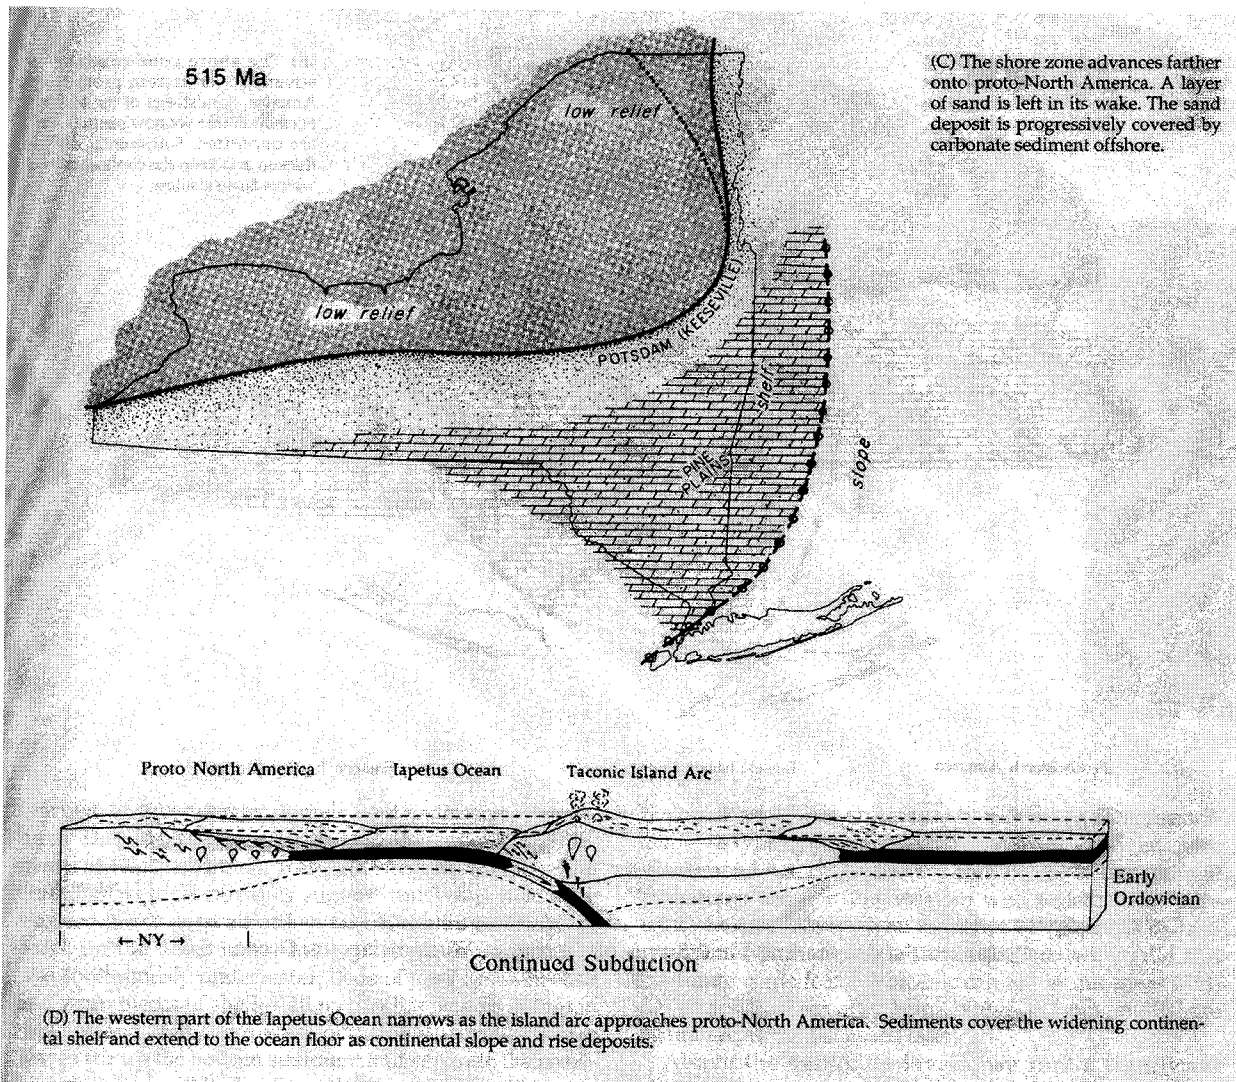 515 Ma
(C) The shore zone advances farther
onto proto-North America. A layer
of sand is left in its wake. The sand
deposit is progressively covered by
carbonate sediment offshore.
low relief
low relief
POTSDAM (KEESEVILLE)
shelf
PINE
PLAINS
slope
Proto North America
Iapetus Ocean
Taconic Island Arc
Early
Ordovician
← NY →
Continued Subduction
(D) The western part of the Iapetus Ocean narrows as the island arc approaches proto-North America. Sediments cover the widening continen-
tal shelf and extend to the ocean floor as continental slope and rise deposits.